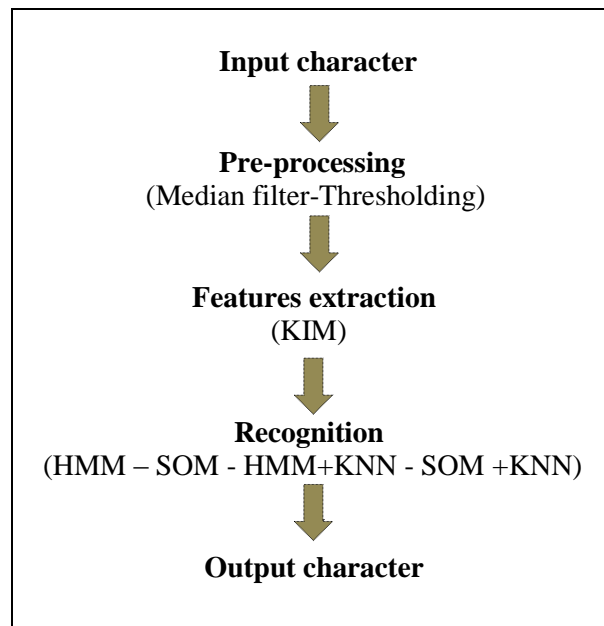 Input character
Pre-processing
(Median filter-Thresholding)
Features extraction
(KIM)
Recognition
(HMM – SOM - HMM+KNN - SOM +KNN)
Output character